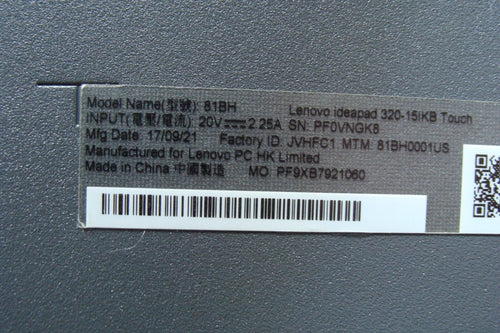 Model Name(型號): 81BH Lenovo ideapad 320-15IKB Touch
INPUT(電壓/電流): 20V⎓2.25A SN: PF0VNGK8
Mfg Date: 17/09/21 Factory ID: JVHFC1 MTM: 81BH0001US
Manufactured for Lenovo PC HK Limited
Made in China 中國製造 MO: PF9XB7921060